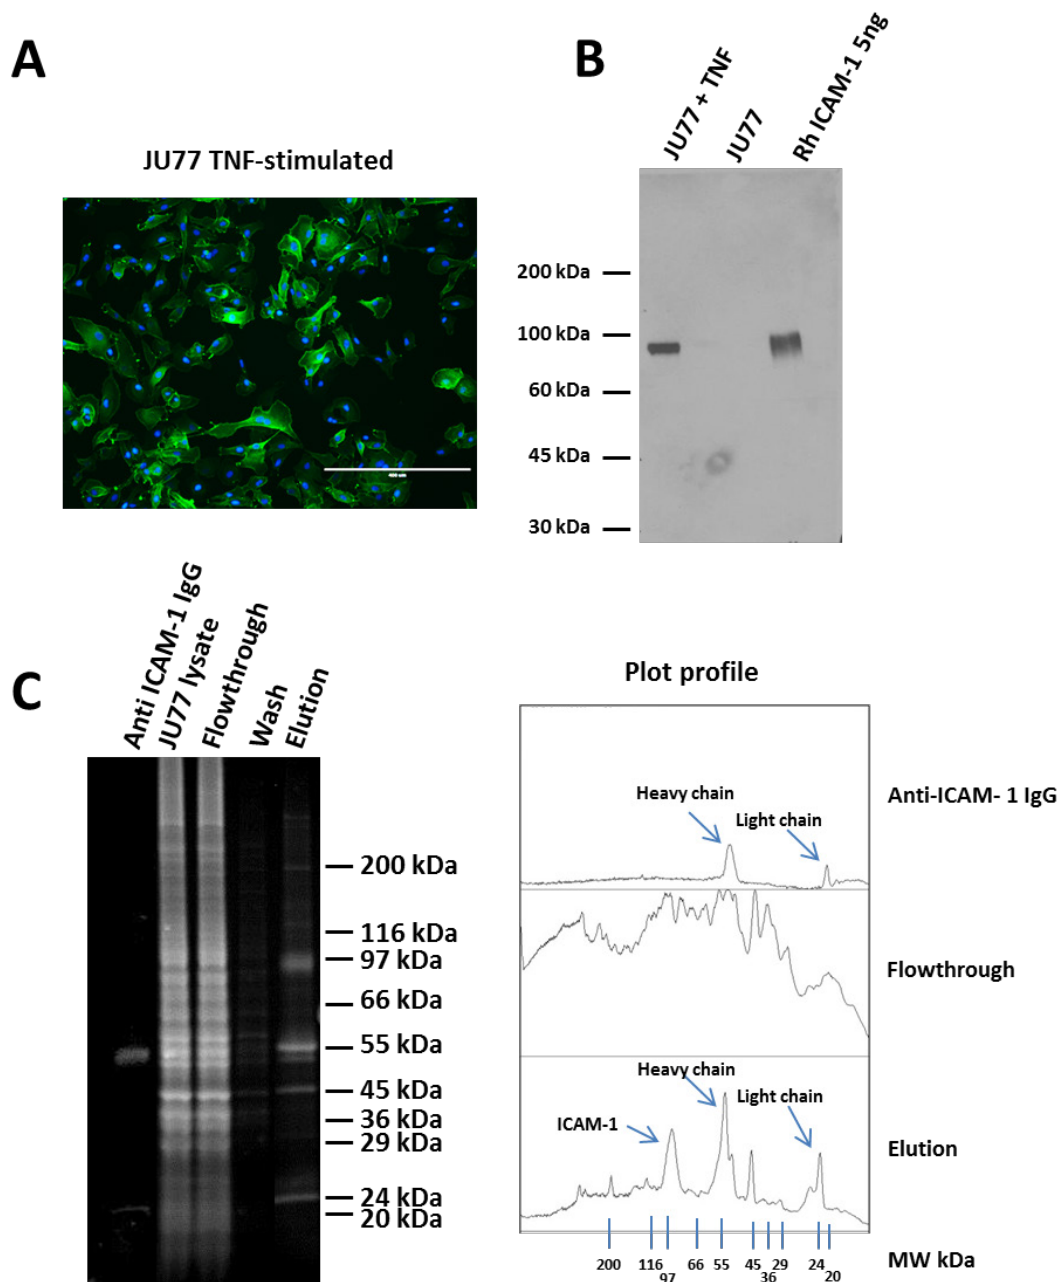 A
JU77 TNF-stimulated
B
JU77 + TNF
JU77
Rh ICAM-1 5ng
200 kDa
100 kDa
60 kDa
45 kDa
30 kDa
C
Anti ICAM-1 IgG
JU77 lysate
Flowthrough
Wash
Elution
200 kDa
116 kDa
97 kDa
66 kDa
55 kDa
45 kDa
36 kDa
29 kDa
24 kDa
20 kDa
Plot profile
Heavy chain
Light chain
Anti-ICAM- 1 IgG
Flowthrough
Heavy chain
Light chain
ICAM-1
Elution
200 116 97 66 55 45 36 29 24 20
MW kDa